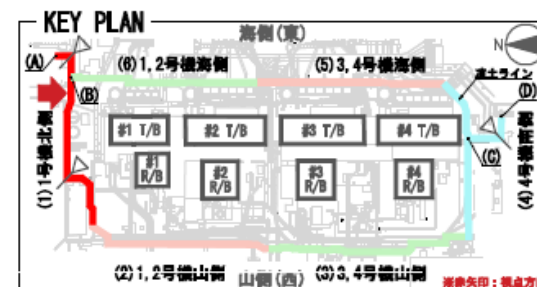 KEY PLAN
海側(東)
N
(A)
(6)1,2号機海側
(5)3,4号機海側
凍土ライン
(B)
(D)
#1 T/B
#2 T/B
#3 T/B
#4 T/B
(C)
#1
R/B
#2
R/B
#3
R/B
#4
R/B
(1)1号機北側
(4)4号機南側
(2)1,2号機山側
山側(西)
(3)3,4号機山側
※赤矢印：視点方